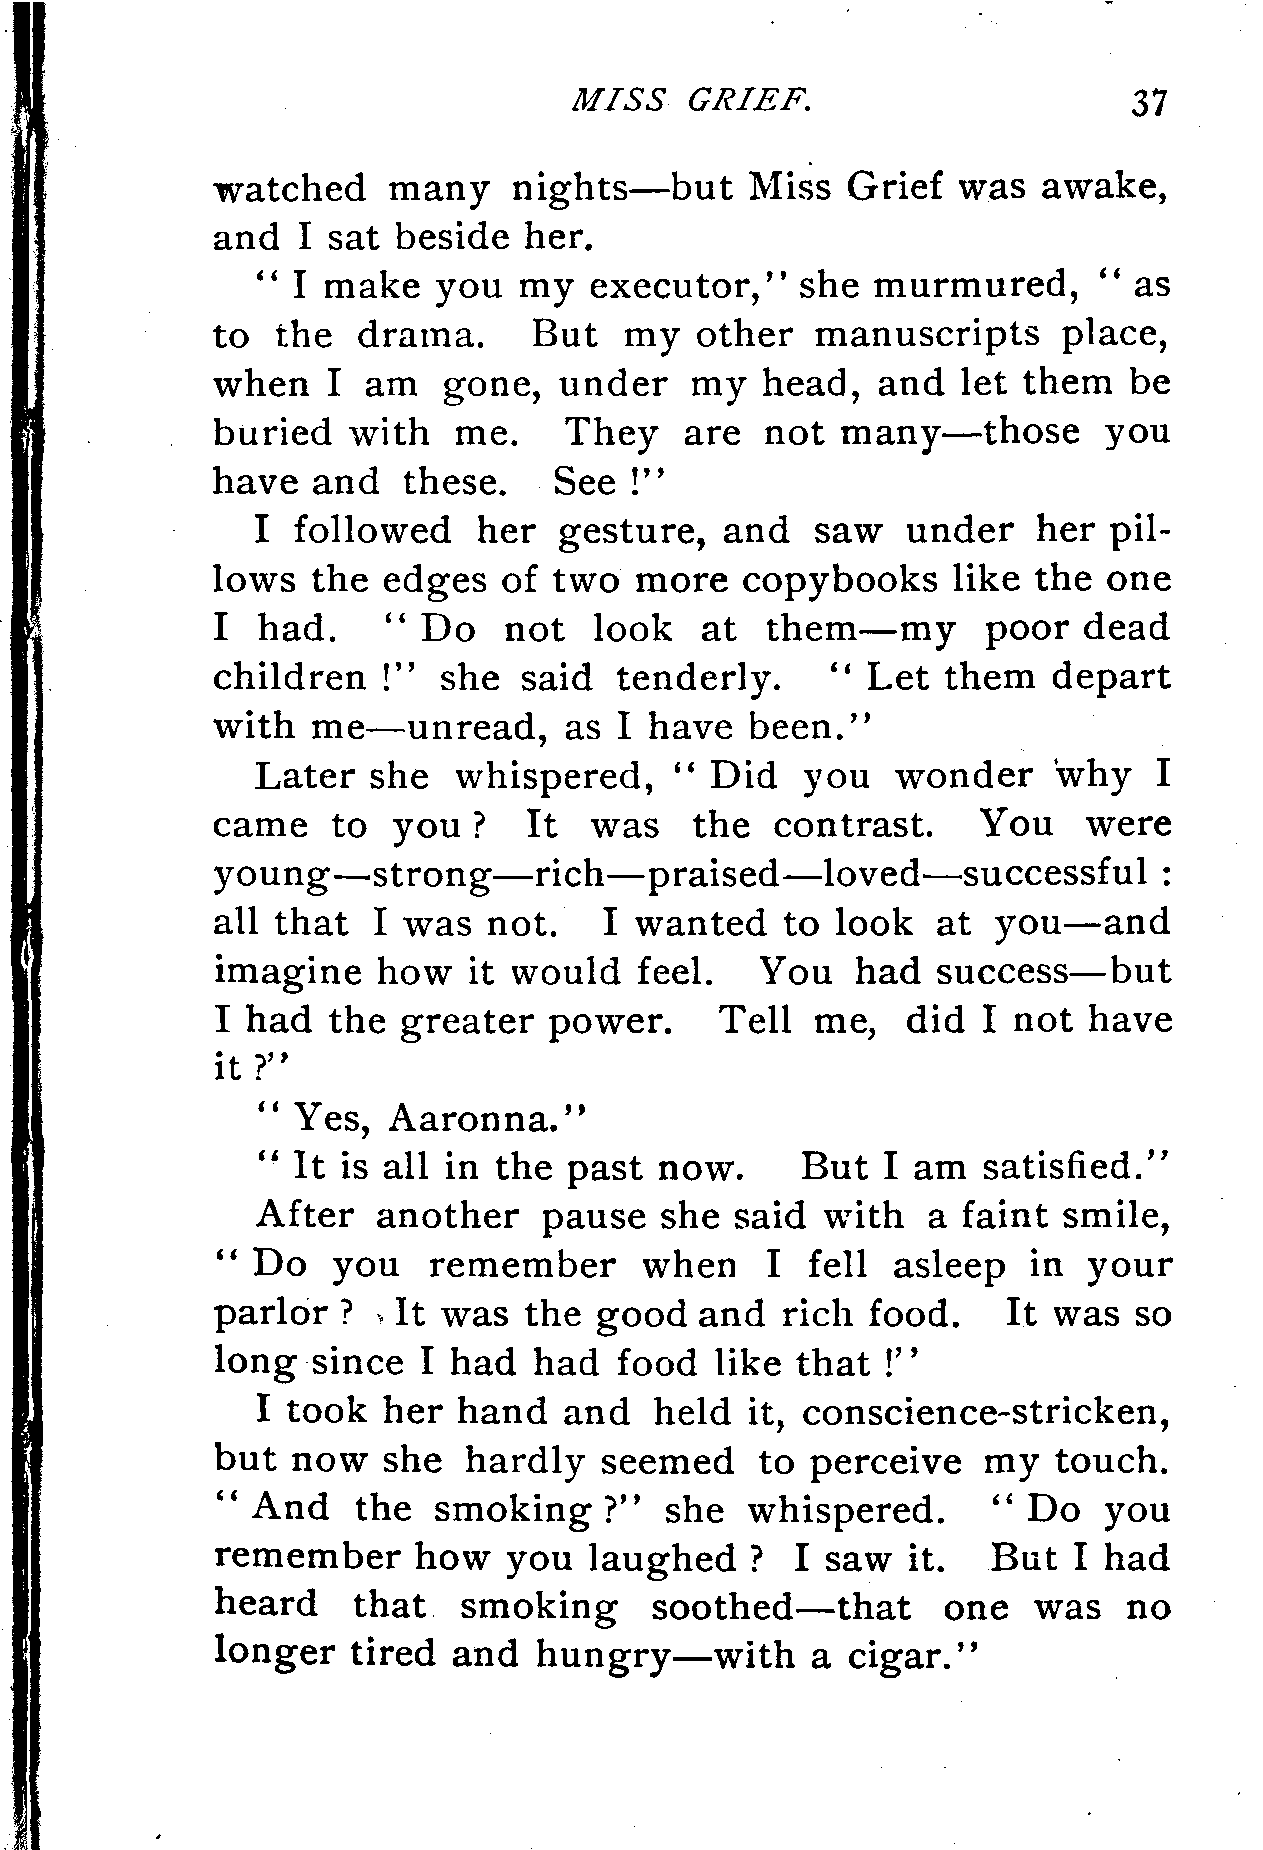 MISS GRIEF. 37
watched many nights—but Miss Grief was awake,
and I sat beside her.
“ I make you my executor,” she murmured, “ as
to the drama. But my other manuscripts place,
when I am gone, under my head, and let them be
buried with me. They are not many—those you
have and these. See !”
I followed her gesture, and saw under her pil-
lows the edges of two more copybooks like the one
I had. “ Do not look at them—my poor dead
children !” she said tenderly. “ Let them depart
with me—unread, as I have been.”
Later she whispered, “ Did you wonder why I
came to you ? It was the contrast. You were
young—strong—rich—praised—loved—successful :
all that I was not. I wanted to look at you—and
imagine how it would feel. You had success—but
I had the greater power. Tell me, did I not have
it ?”
“ Yes, Aaronna.”
“ It is all in the past now. But I am satisfied.”
After another pause she said with a faint smile,
“ Do you remember when I fell asleep in your
parlor ? It was the good and rich food. It was so
long since I had had food like that !”
I took her hand and held it, conscience-stricken,
but now she hardly seemed to perceive my touch.
“ And the smoking ?” she whispered. “ Do you
remember how you laughed ? I saw it. But I had
heard that smoking soothed—that one was no
longer tired and hungry—with a cigar.”